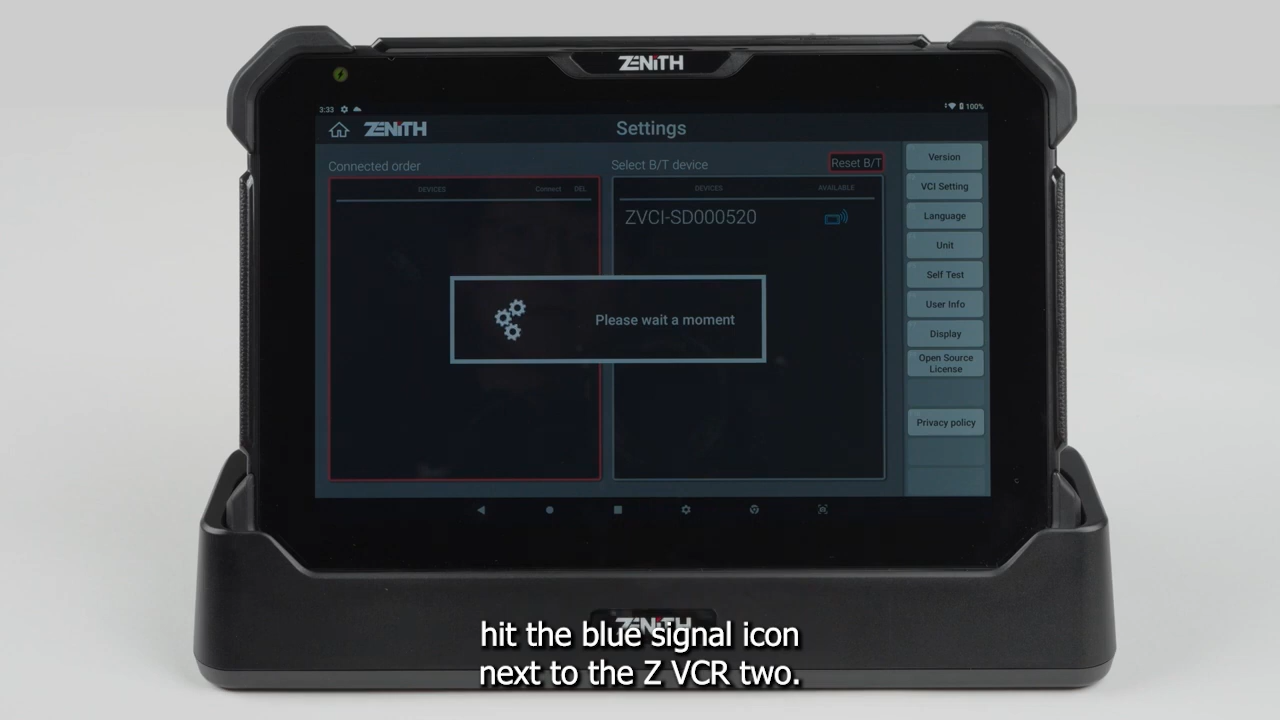 ZENITH
3:33
100%
ZENITH
Settings
Connected order
Select B/T device
Reset B/T
DEVICES Connect DEL
DEVICES AVAILABLE
ZVCI-SD000520
Please wait a moment
Version
VCI Setting
Language
Unit
Self Test
User Info
Display
Open Source
License
Privacy policy
ZENITH
hit the blue signal icon
next to the Z VCR two.